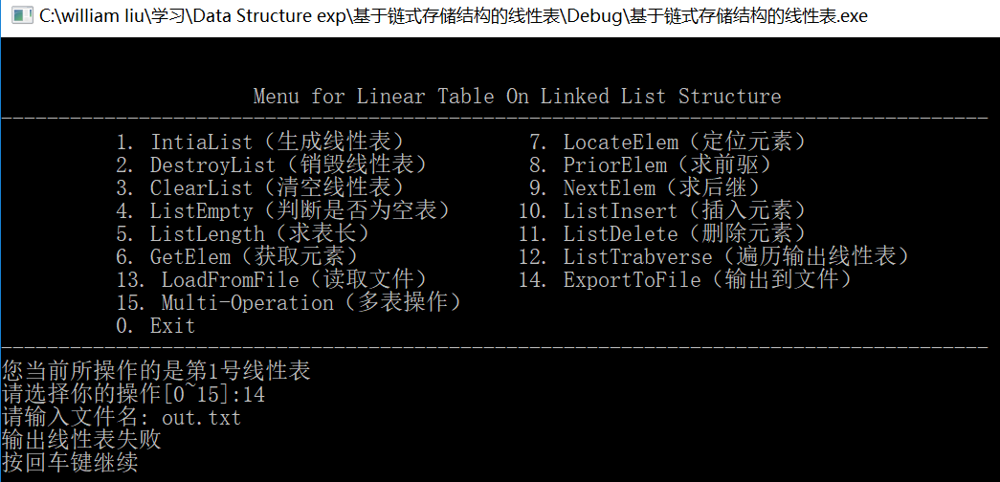 C:\william liu\学习\Data Structure exp\基于链式存储结构的线性表\Debug\基于链式存储结构的线性表.exe
Menu for Linear Table On Linked List Structure
1. IntiaList（生成线性表） 7. LocateElem（定位元素）
2. DestroyList（销毁线性表） 8. PriorElem（求前驱）
3. ClearList（清空线性表） 9. NextElem（求后继）
4. ListEmpty（判断是否为空表） 10. ListInsert（插入元素）
5. ListLength（求表长） 11. ListDelete（删除元素）
6. GetElem（获取元素） 12. ListTrabverse（遍历输出线性表）
13. LoadFromFile（读取文件） 14. ExportToFile（输出到文件）
15. Multi-Operation（多表操作）
0. Exit
您当前所操作的是第1号线性表
请选择你的操作[0~15]:14
请输入文件名: out.txt
输出线性表失败
按回车键继续